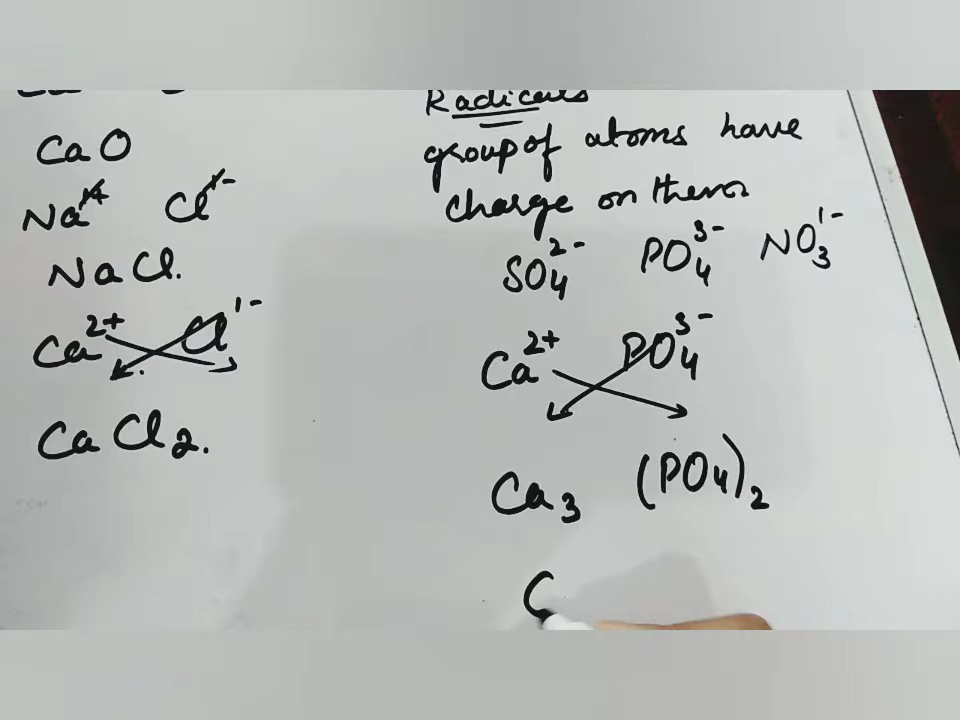 CaO
Na¹⁺ Cl¹⁻
NaCl.
Ca²⁺ Cl¹⁻
CaCl₂.
Radicals
group of atoms have
charge on them
SO₄²⁻ PO₄³⁻ NO₃¹⁻
Ca²⁺ PO₄³⁻
Ca₃ (PO₄)₂
C